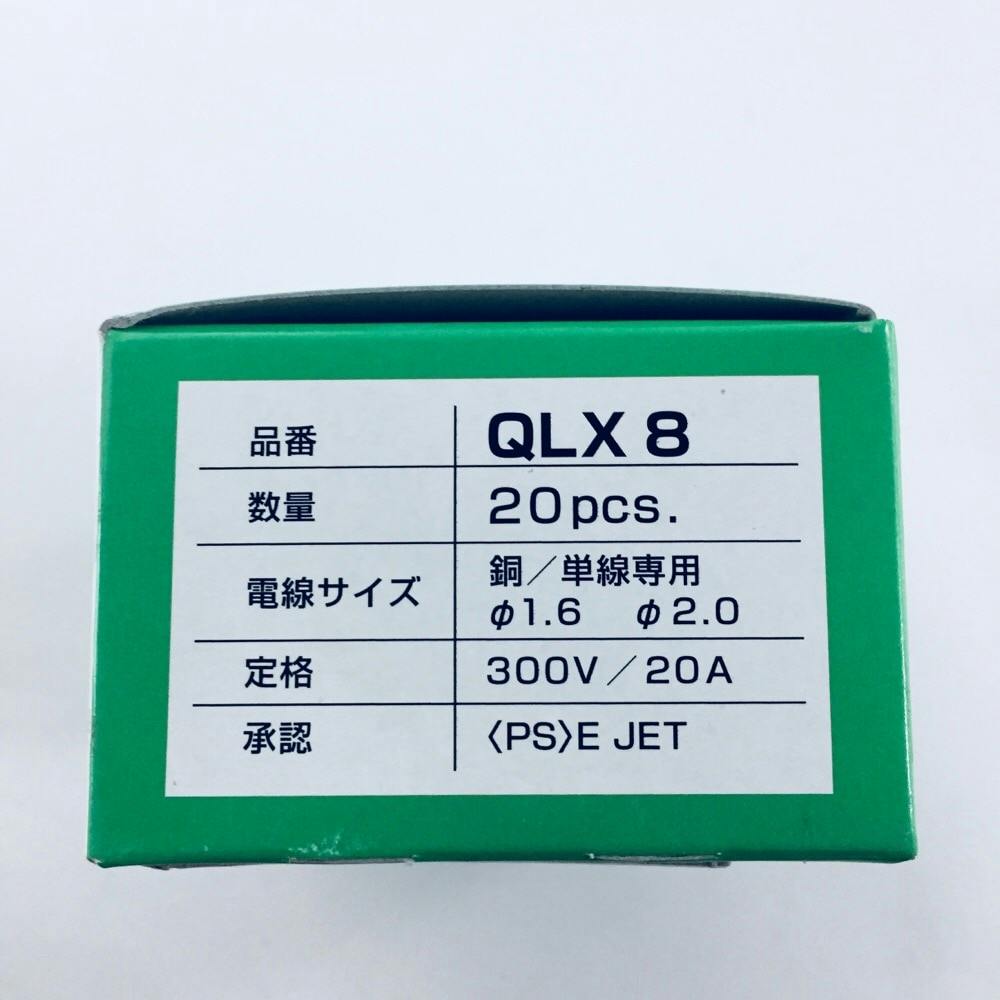 品番 QLX 8
数量 20pcs.
電線サイズ 銅／単線専用
φ1.6 φ2.0
定格 300V／20A
承認 〈PS〉E JET